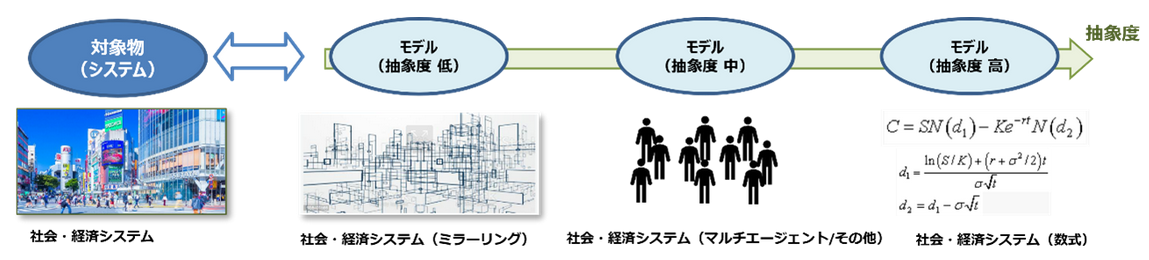 対象物
(システム)
モデル
(抽象度 低)
モデル
(抽象度 中)
モデル
(抽象度 高)
抽象度
C = SN(d₁) − Ke⁻ʳᵗN(d₂)
d₁ = (ln(S/K) + (r + σ²/2)t) / (σ√t)
d₂ = d₁ − σ√t
社会・経済システム
社会・経済システム(ミラーリング)
社会・経済システム(マルチエージェント/その他)
社会・経済システム(数式)